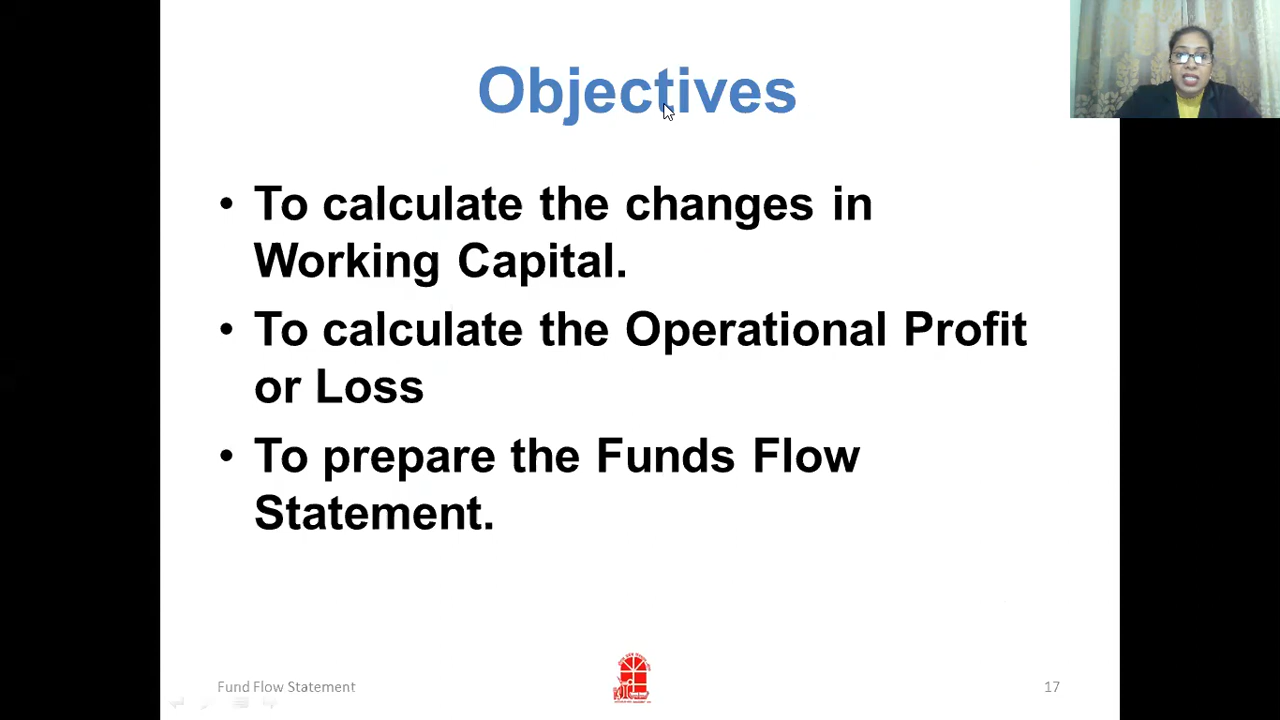 Objectives
• To calculate the changes in
Working Capital.
• To calculate the Operational Profit
or Loss
• To prepare the Funds Flow
Statement.
Fund Flow Statement
17